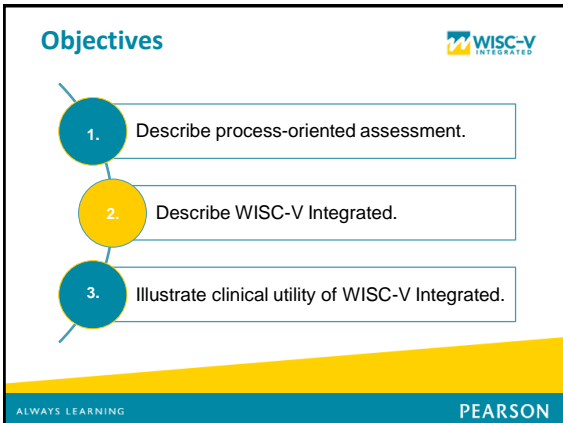 Objectives
WISC-V
INTEGRATED
1. Describe process-oriented assessment.
2. Describe WISC-V Integrated.
3. Illustrate clinical utility of WISC-V Integrated.
ALWAYS LEARNING
PEARSON